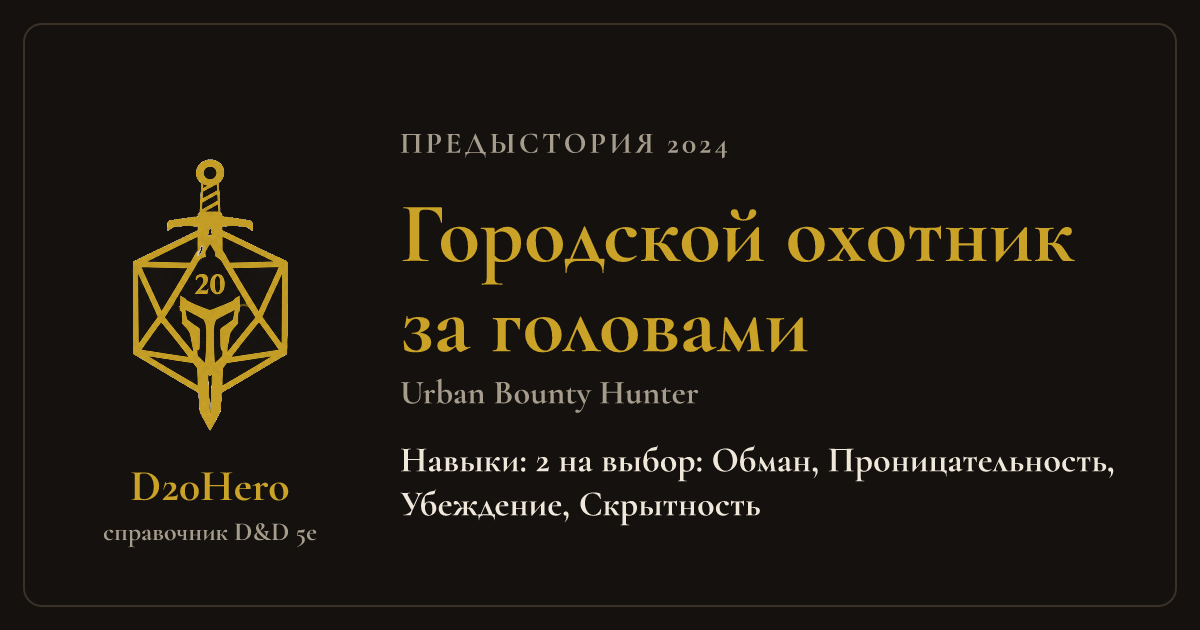 ПРЕДЫСТОРИЯ 2024
Городской охотник
за головами
Urban Bounty Hunter
Навыки: 2 на выбор: Обман, Проницательность,
Убеждение, Скрытность
20
D20Hero
справочник D&D 5e